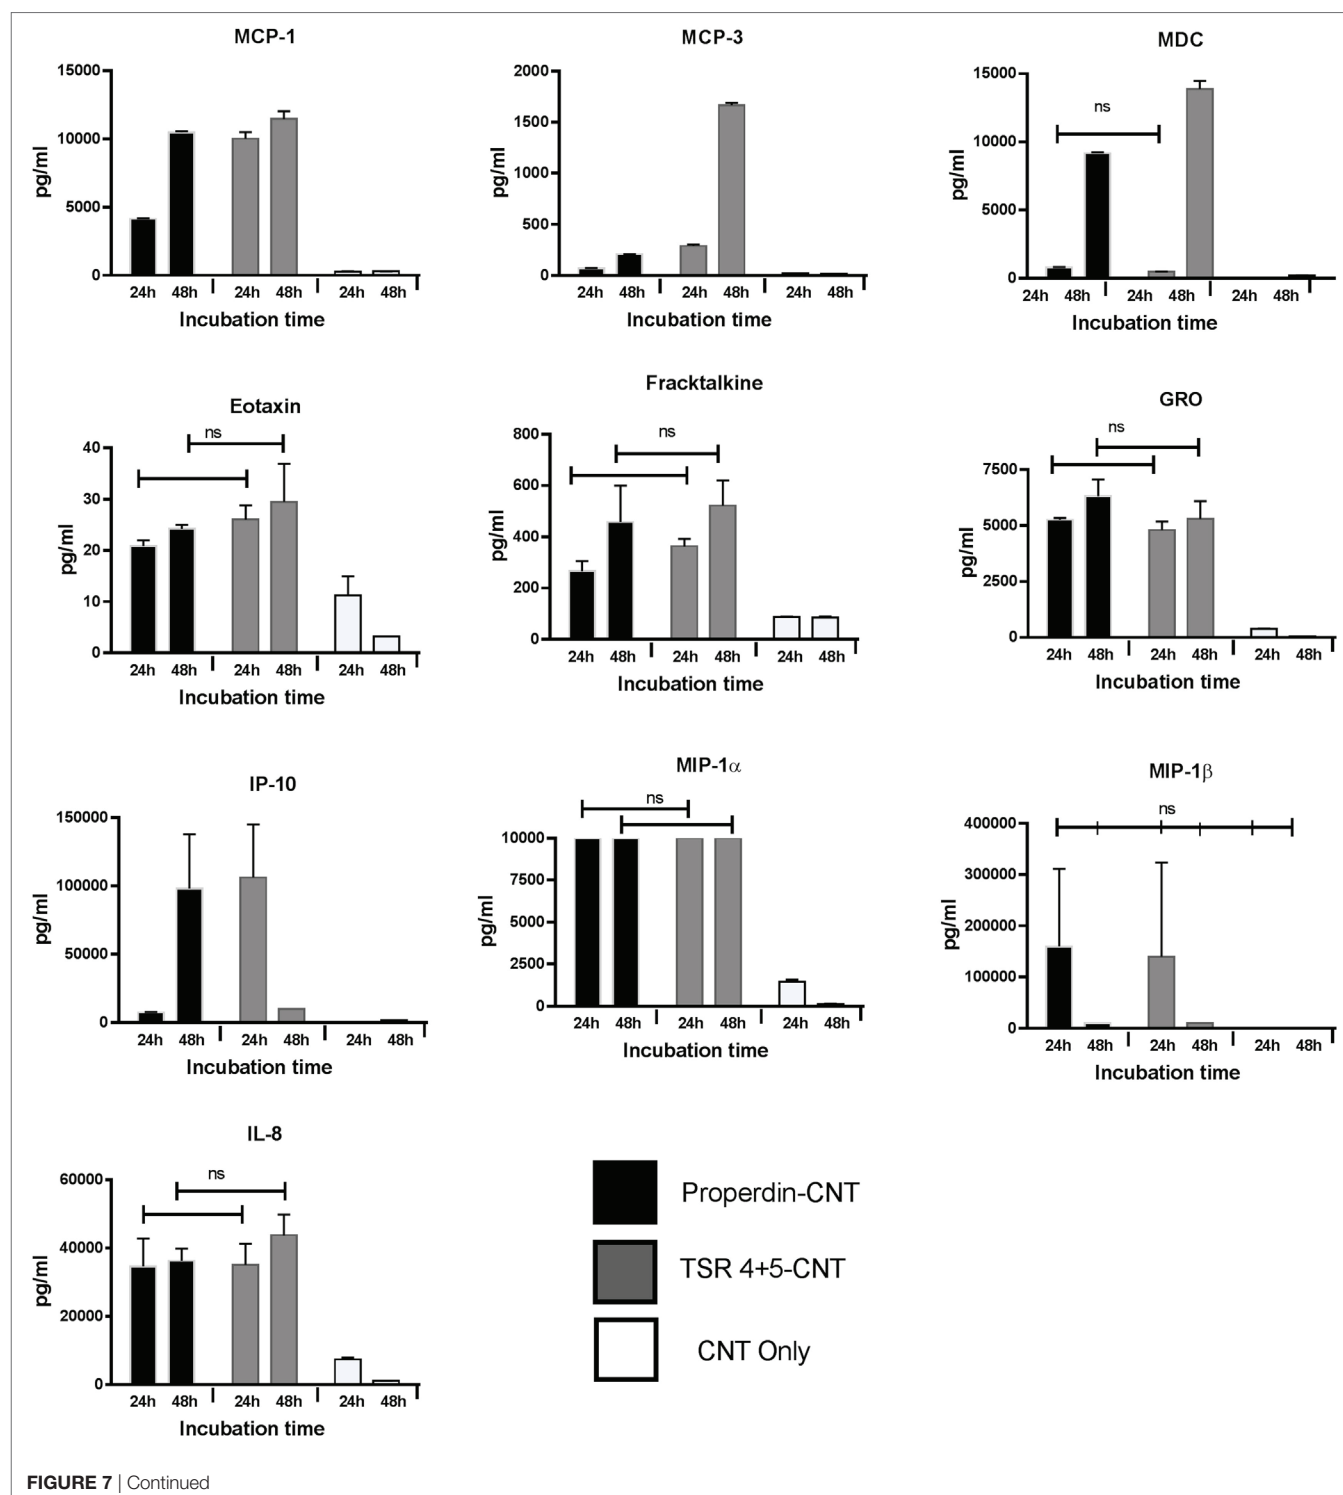 MCP-1
15000
10000
5000
0
pg/ml
24h 48h 24h 48h 24h 48h
Incubation time
MCP-3
2000
1500
1000
500
0
pg/ml
24h 48h 24h 48h 24h 48h
Incubation time
MDC
15000
10000
5000
0
pg/ml
ns
24h 48h 24h 48h 24h 48h
Incubation time
Eotaxin
ns
40
30
20
10
0
pg/ml
24h 48h 24h 48h 24h 48h
Incubation time
Fracktalkine
ns
800
600
400
200
0
pg/ml
24h 48h 24h 48h 24h 48h
Incubation time
GRO
ns
7500
5000
2500
0
pg/ml
24h 48h 24h 48h 24h 48h
Incubation time
IP-10
150000
100000
50000
0
pg/ml
24h 48h 24h 48h 24h 48h
Incubation time
MIP-1α
ns
10000
7500
5000
2500
0
pg/ml
24h 48h 24h 48h 24h 48h
Incubation time
MIP-1β
ns
400000
300000
200000
100000
0
pg/ml
24h 48h 24h 48h 24h 48h
Incubation time
IL-8
ns
60000
40000
20000
0
pg/ml
24h 48h 24h 48h 24h 48h
Incubation time
Properdin-CNT
TSR 4+5-CNT
CNT Only
FIGURE 7 | Continued